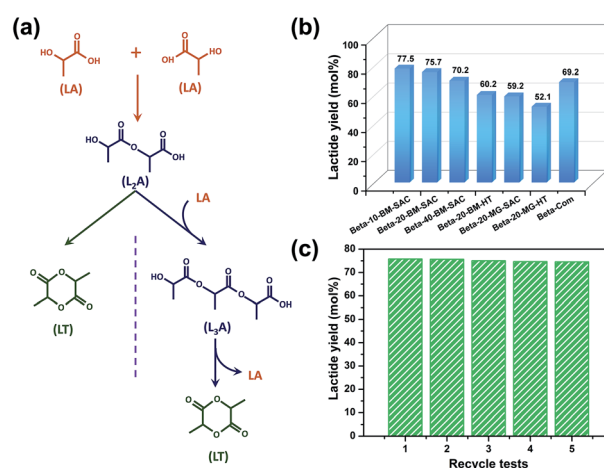 (a)
HO
O
OH
+
O
OH
HO
(LA)
(LA)
HO
O
O
O
OH
(L₂A)
LA
O
O
O
O
(LT)
HO
O
O
O
O
O
OH
(L₃A)
LA
O
O
O
O
(LT)
(b)
Lactide yield (mol%)
100
80
60
40
20
0
77.5
75.7
70.2
60.2
59.2
52.1
69.2
Beta-10-BM-SAC
Beta-20-BM-SAC
Beta-40-BM-SAC
Beta-20-BM-HT
Beta-20-MG-SAC
Beta-20-MG-HT
Beta-Com
(c)
Lactide yield (mol%)
80
70
60
50
40
30
20
10
0
1 2 3 4 5
Recycle tests